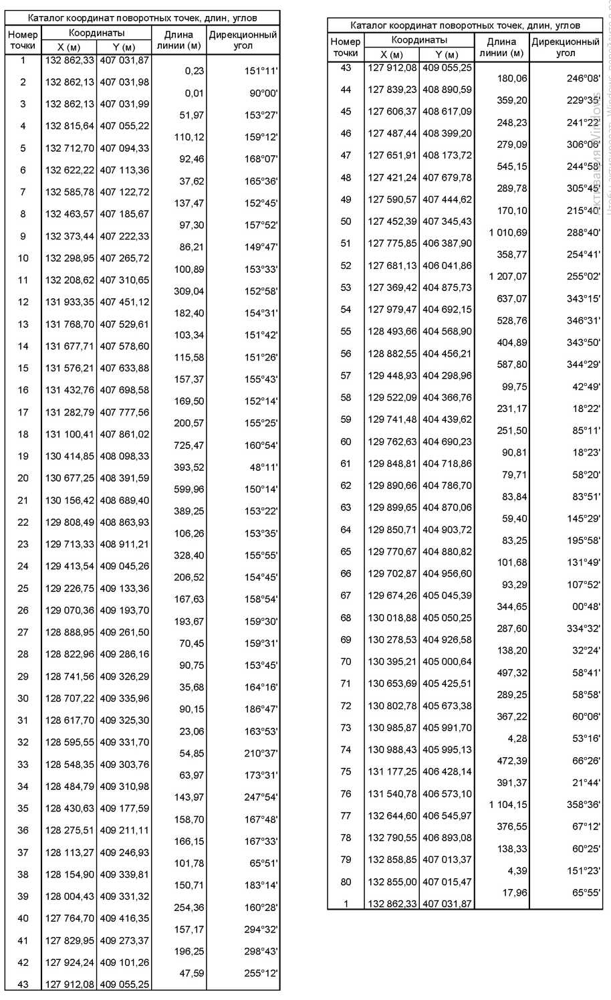 Каталог координат поворотных точек, длин, углов
Номер точки Координаты Длина линии (м) Дирекционный угол
X (м) Y (м)
1 132 862,33 407 031,87
0,23 151°11'
2 132 862,13 407 031,98
0,01 90°00'
3 132 862,13 407 031,99
51,97 153°27'
4 132 815,64 407 055,22
110,12 159°12'
5 132 712,70 407 094,33
92,46 168°07'
6 132 622,22 407 113,36
37,62 165°36'
7 132 585,78 407 122,72
137,47 152°45'
8 132 463,57 407 185,67
97,30 157°52'
9 132 373,44 407 222,33
86,21 149°47'
10 132 298,95 407 265,72
100,89 153°33'
11 132 208,62 407 310,65
309,04 152°58'
12 131 933,35 407 451,12
182,40 154°31'
13 131 768,70 407 529,61
103,34 151°42'
14 131 677,71 407 578,60
115,58 151°26'
15 131 576,21 407 633,88
157,37 155°43'
16 131 432,76 407 698,58
169,50 152°14'
17 131 282,79 407 777,56
200,57 155°25'
18 131 100,41 407 861,02
725,47 160°54'
19 130 414,85 408 098,33
393,52 48°11'
20 130 677,25 408 391,59
599,96 150°14'
21 130 156,42 408 689,40
389,25 153°22'
22 129 808,49 408 863,93
106,26 153°35'
23 129 713,33 408 911,21
328,40 155°55'
24 129 413,54 409 045,26
206,52 154°45'
25 129 226,75 409 133,36
167,63 158°54'
26 129 070,36 409 193,70
193,67 159°30'
27 128 888,95 409 261,50
70,45 159°31'
28 128 822,96 409 286,16
90,75 153°45'
29 128 741,56 409 326,29
35,68 164°16'
30 128 707,22 409 335,96
90,15 186°47'
31 128 617,70 409 325,30
23,06 163°53'
32 128 595,55 409 331,70
54,85 210°37'
33 128 548,35 409 303,76
63,97 173°31'
34 128 484,79 409 310,98
143,97 247°54'
35 128 430,63 409 177,59
158,70 167°48'
36 128 275,51 409 211,11
166,15 167°33'
37 128 113,27 409 246,93
101,78 65°51'
38 128 154,90 409 339,81
150,71 183°14'
39 128 004,43 409 331,32
254,36 160°28'
40 127 764,70 409 416,35
157,17 294°32'
41 127 829,95 409 273,37
196,25 298°43'
42 127 924,24 409 101,26
47,59 255°12'
43 127 912,08 409 055,25
Каталог координат поворотных точек, длин, углов
Номер точки Координаты Длина линии (м) Дирекционный угол
X (м) Y (м)
43 127 912,08 409 055,25
180,06 246°08'
44 127 839,23 408 890,59
359,20 229°35'
45 127 606,37 408 617,09
248,23 241°22'
46 127 487,44 408 399,20
279,09 306°06'
47 127 651,91 408 173,72
545,15 244°58'
48 127 421,24 407 679,78
289,78 305°45'
49 127 590,57 407 444,62
170,10 215°40'
50 127 452,39 407 345,43
1 010,69 288°40'
51 127 775,85 406 387,90
358,77 254°41'
52 127 681,13 406 041,86
1 207,07 255°02'
53 127 369,42 404 875,73
637,07 343°15'
54 127 979,47 404 692,15
528,76 346°31'
55 128 493,66 404 568,90
404,89 343°50'
56 128 882,55 404 456,21
587,80 344°29'
57 129 448,93 404 298,96
99,75 42°49'
58 129 522,09 404 366,76
231,17 18°22'
59 129 741,48 404 439,62
251,50 85°11'
60 129 762,63 404 690,23
90,81 18°23'
61 129 848,81 404 718,86
79,71 58°20'
62 129 890,66 404 786,70
83,84 83°51'
63 129 899,65 404 870,06
59,40 145°29'
64 129 850,71 404 903,72
83,25 195°58'
65 129 770,67 404 880,82
101,68 131°49'
66 129 702,87 404 956,60
93,29 107°52'
67 129 674,26 405 045,39
344,65 00°48'
68 130 018,88 405 050,25
287,60 334°32'
69 130 278,53 404 926,58
138,20 32°24'
70 130 395,21 405 000,64
497,32 58°41'
71 130 653,69 405 425,51
289,25 58°58'
72 130 802,78 405 673,38
367,22 60°06'
73 130 985,87 405 991,70
4,28 53°16'
74 130 988,43 405 995,13
472,39 66°26'
75 131 177,25 406 428,14
391,37 21°44'
76 131 540,78 406 573,10
1 104,15 358°36'
77 132 644,60 406 545,97
376,55 67°12'
78 132 790,55 406 893,08
138,33 60°25'
79 132 858,85 407 013,37
4,39 151°23'
80 132 855,00 407 015,47
17,96 65°55'
1 132 862,33 407 031,87
Активация Windows
Чтобы активировать Windows, перейдите в